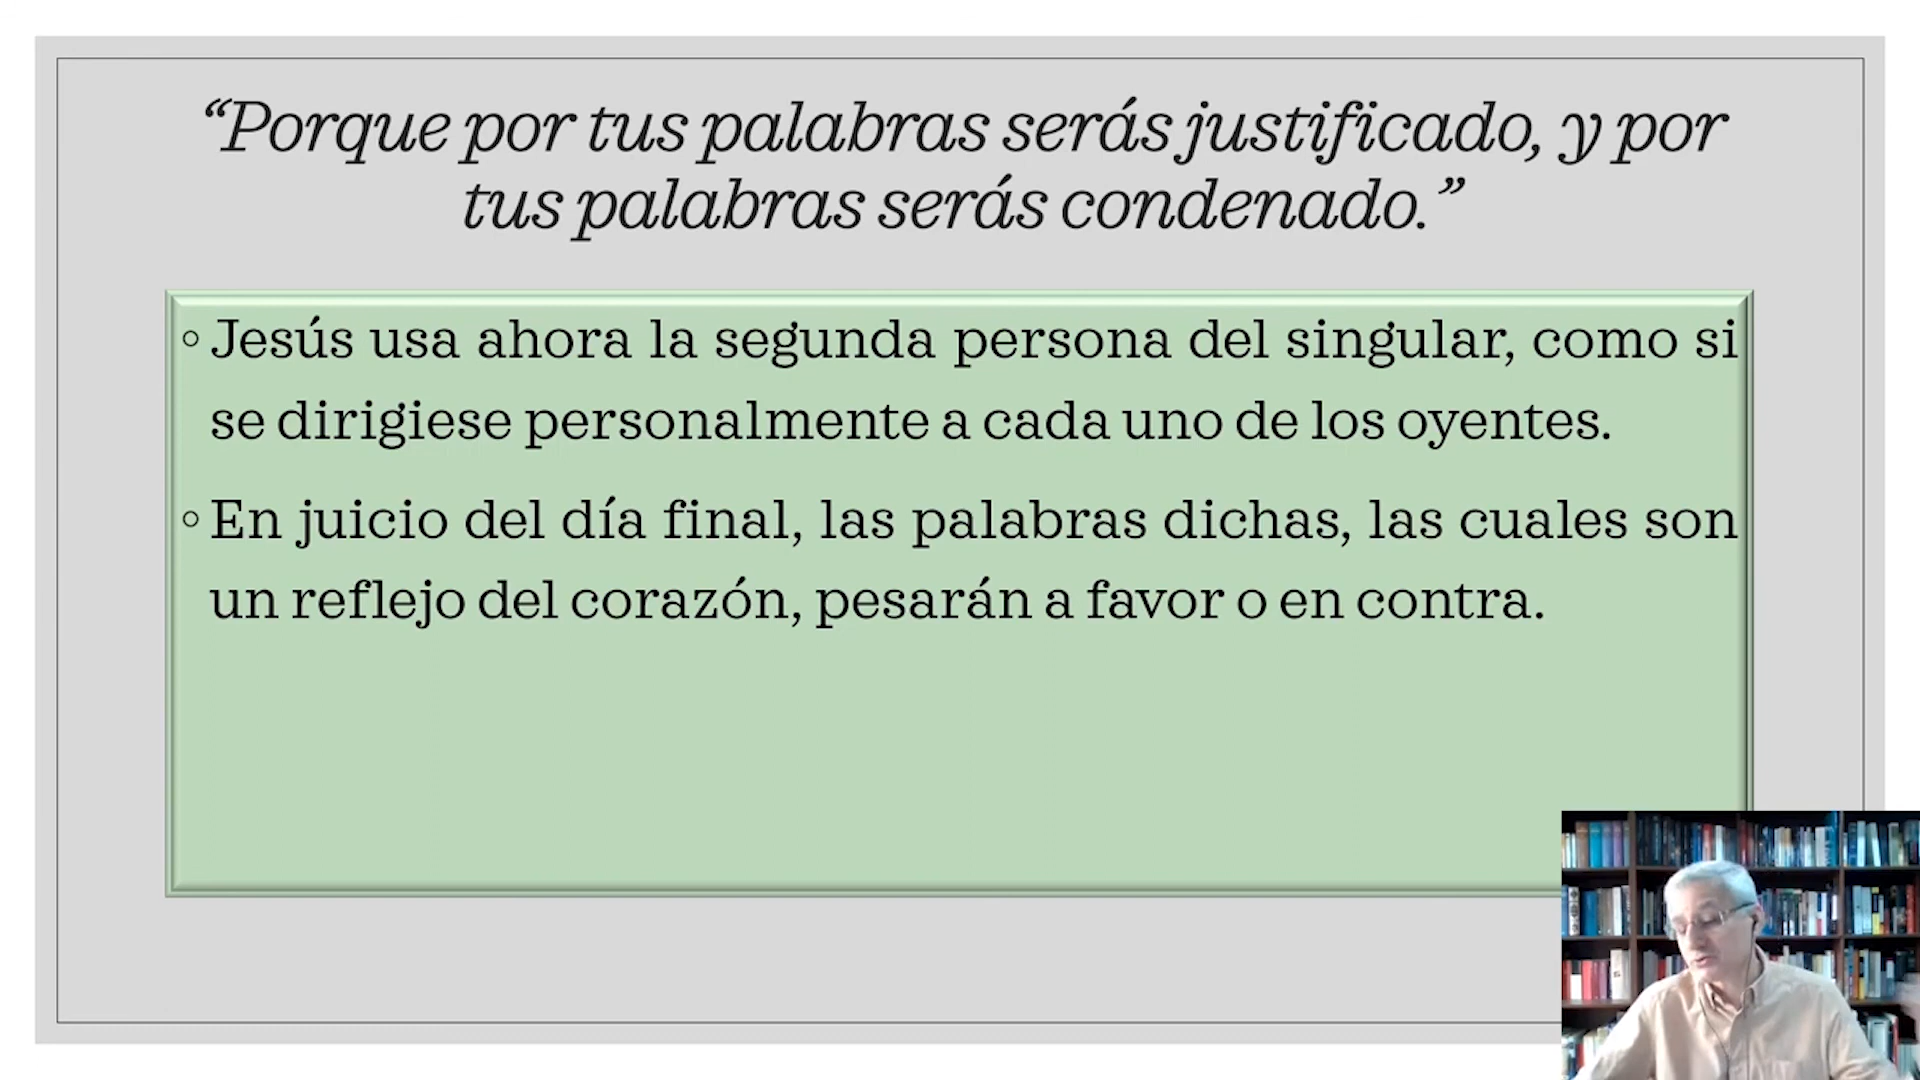 “Porque por tus palabras serás justificado, y por
tus palabras serás condenado.”
◦ Jesús usa ahora la segunda persona del singular, como si
se dirigiese personalmente a cada uno de los oyentes.
◦ En juicio del día final, las palabras dichas, las cuales son
un reflejo del corazón, pesarán a favor o en contra.